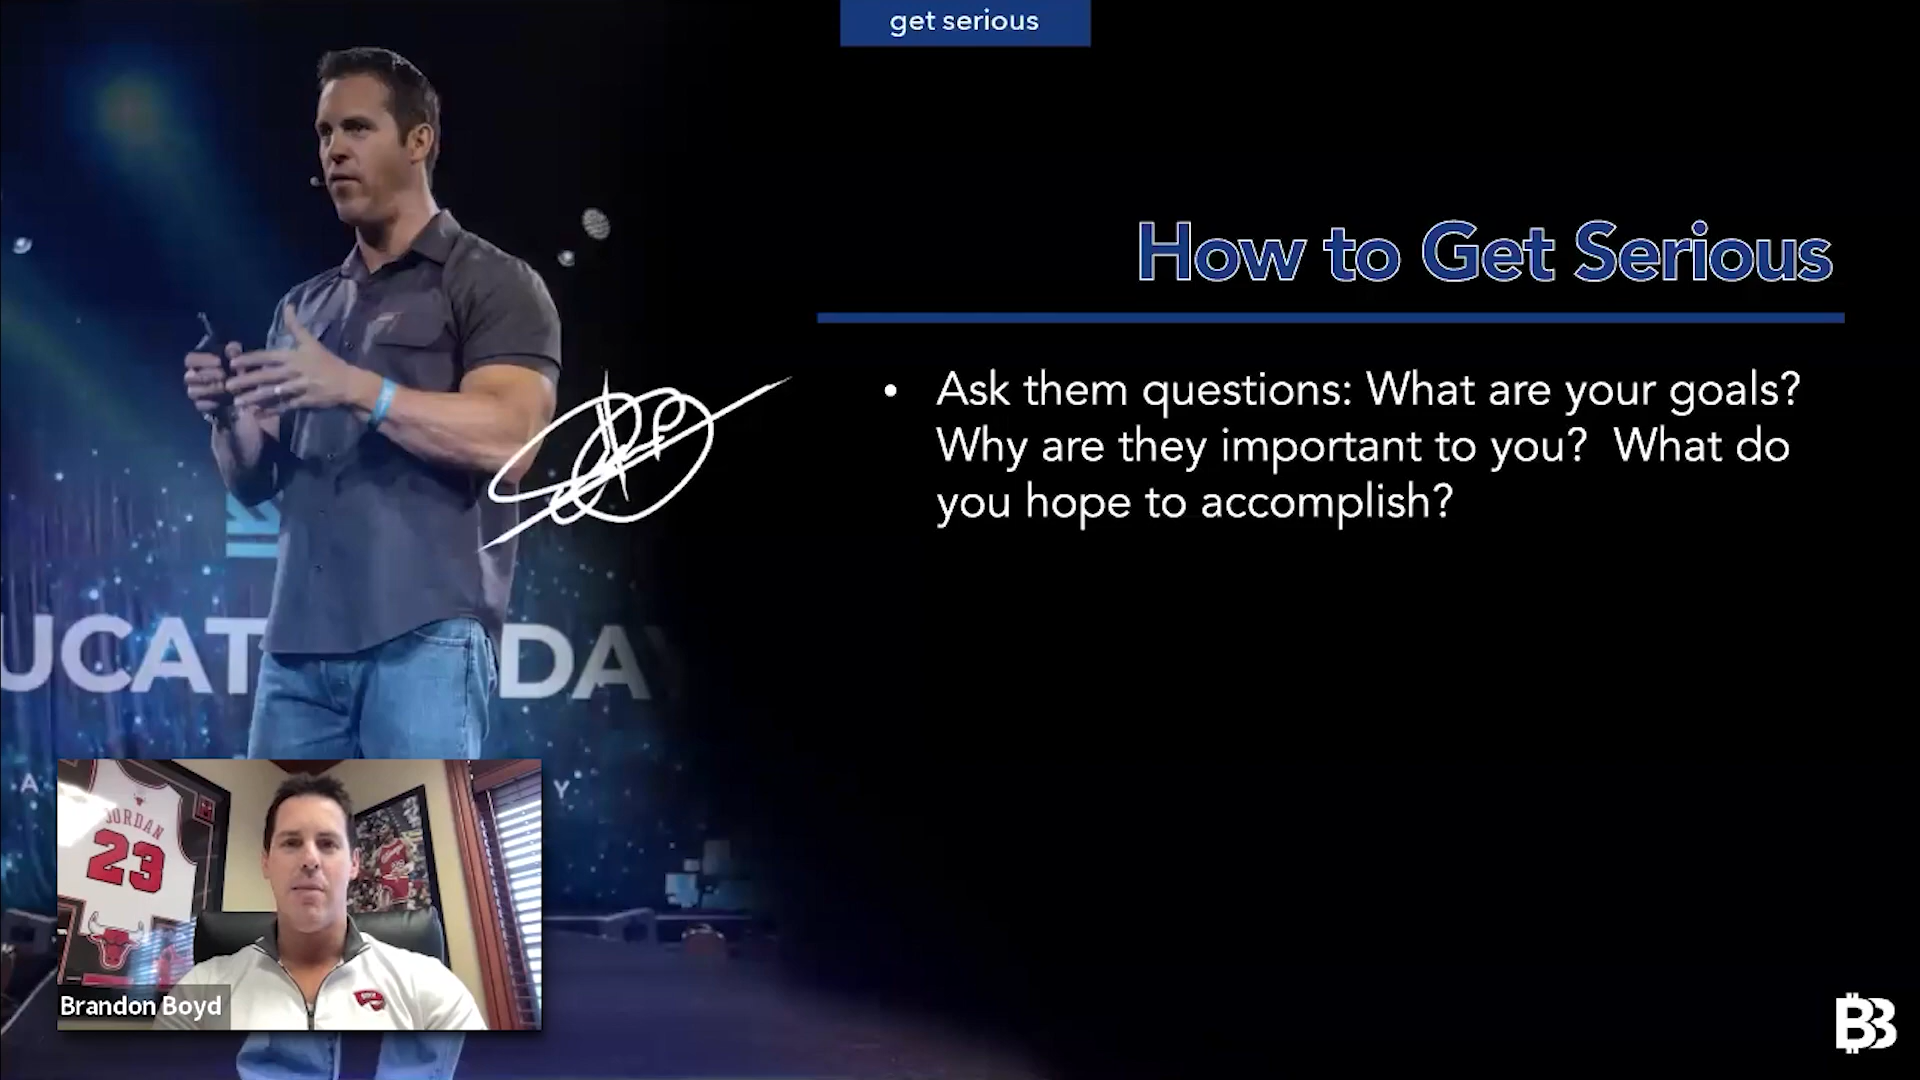 get serious
How to Get Serious
• Ask them questions: What are your goals?
Why are they important to you? What do
you hope to accomplish?
UCAT DAY
A Y
JORDAN
23
Brandon Boyd